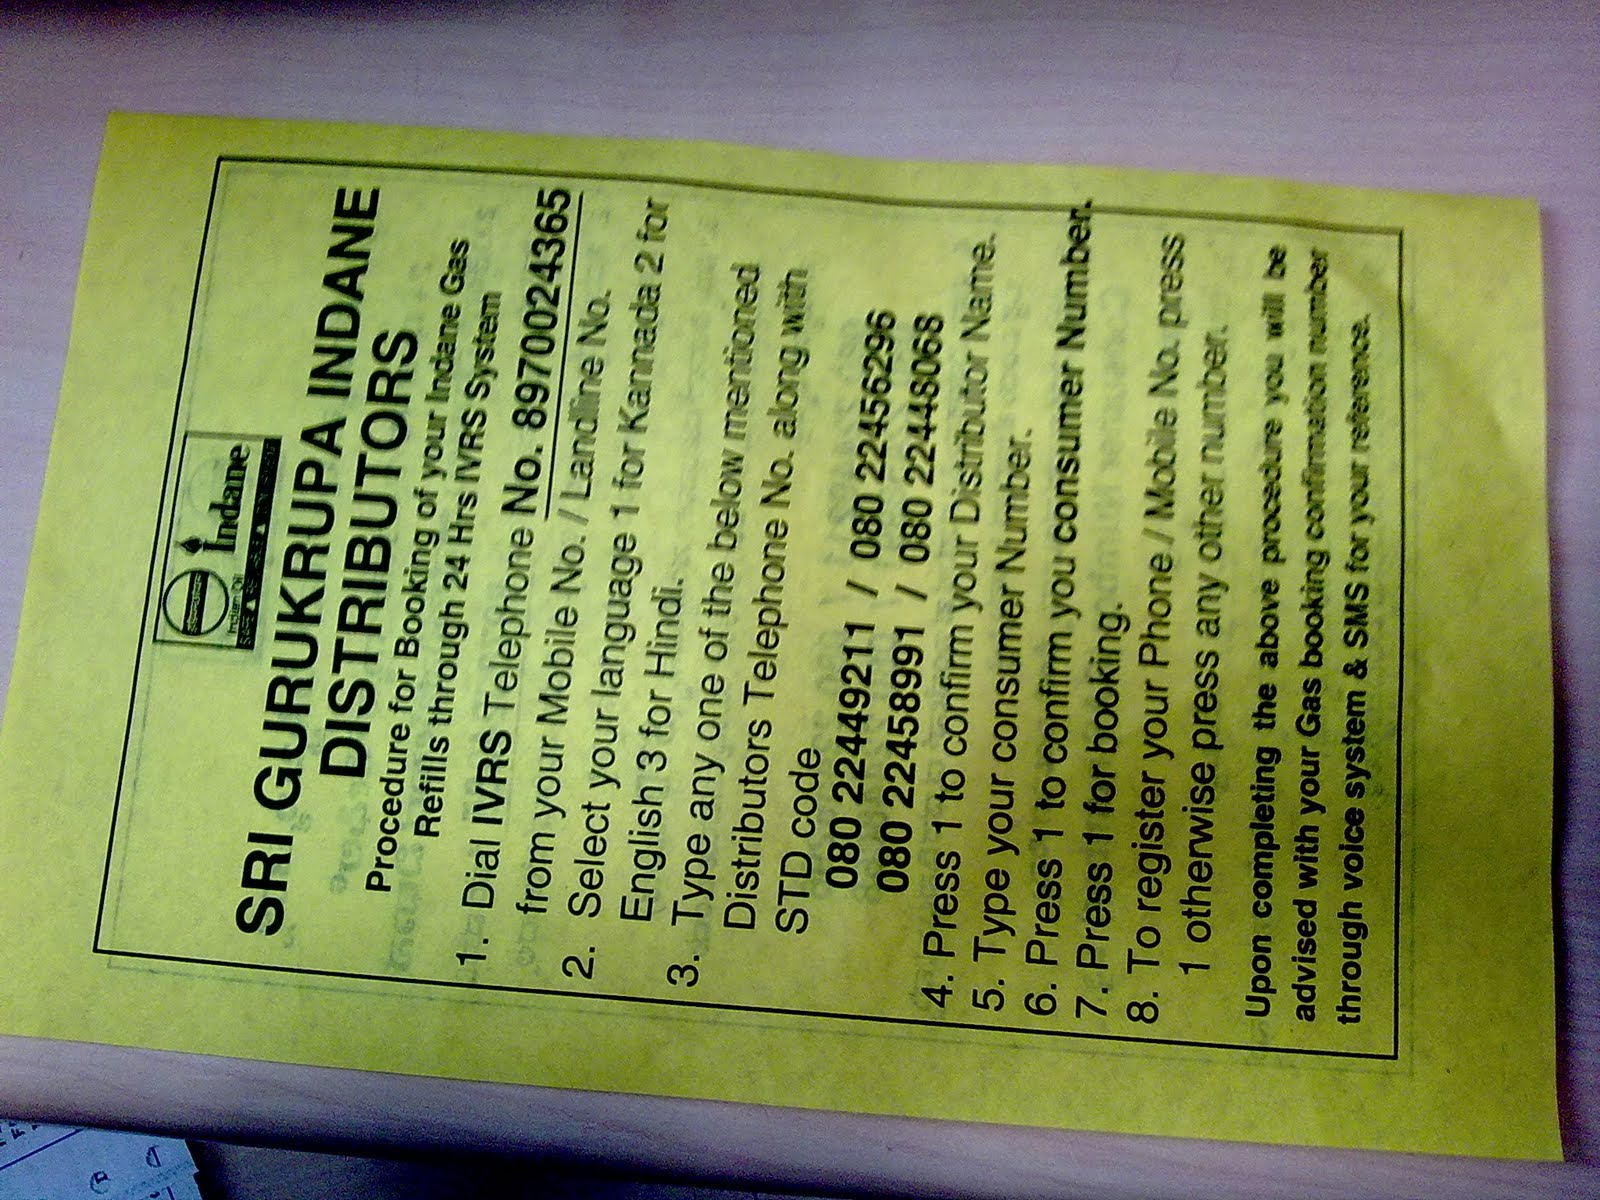 Indane
IndianOil
SRI GURUKRUPA INDANE
DISTRIBUTORS
Procedure for Booking of your Indane Gas
Refills through 24 Hrs IVRS System
1. Dial IVRS Telephone No. 8970024365
from your Mobile No. / Landline No.
2. Select your language 1 for Kannada 2 for
English 3 for Hindi.
3. Type any one of the below mentioned
Distributors Telephone No. along with
STD code
080 22449211 / 080 22456296
080 22458991 / 080 22446068
4. Press 1 to confirm your Distributor Name.
5. Type your consumer Number.
6. Press 1 to confirm you consumer Number.
7. Press 1 for booking.
8. To register your Phone / Mobile No. press
1 otherwise press any other number.
Upon completing the above procedure you will be
advised with your Gas booking confirmation number
through voice system & SMS for your reference.